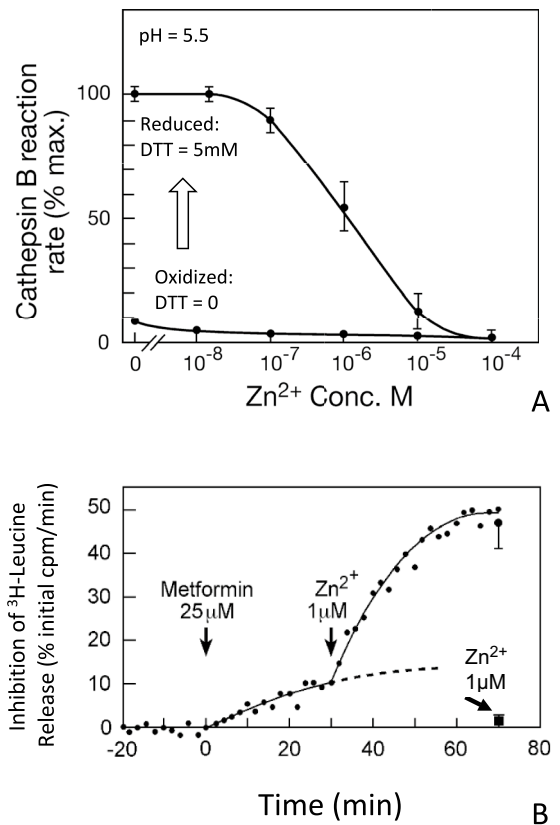 pH = 5.5
Cathepsin B reaction
rate (% max.)
100
50
0
Reduced:
DTT = 5mM
Oxidized:
DTT = 0
0 10⁻⁸ 10⁻⁷ 10⁻⁶ 10⁻⁵ 10⁻⁴
Zn²⁺ Conc. M
A
Inhibition of ³H-Leucine
Release (% initial cpm/min)
50
40
30
20
10
0
Metformin
25μM
Zn²⁺
1μM
Zn²⁺
1μM
-20 0 20 40 60 80
Time (min)
B